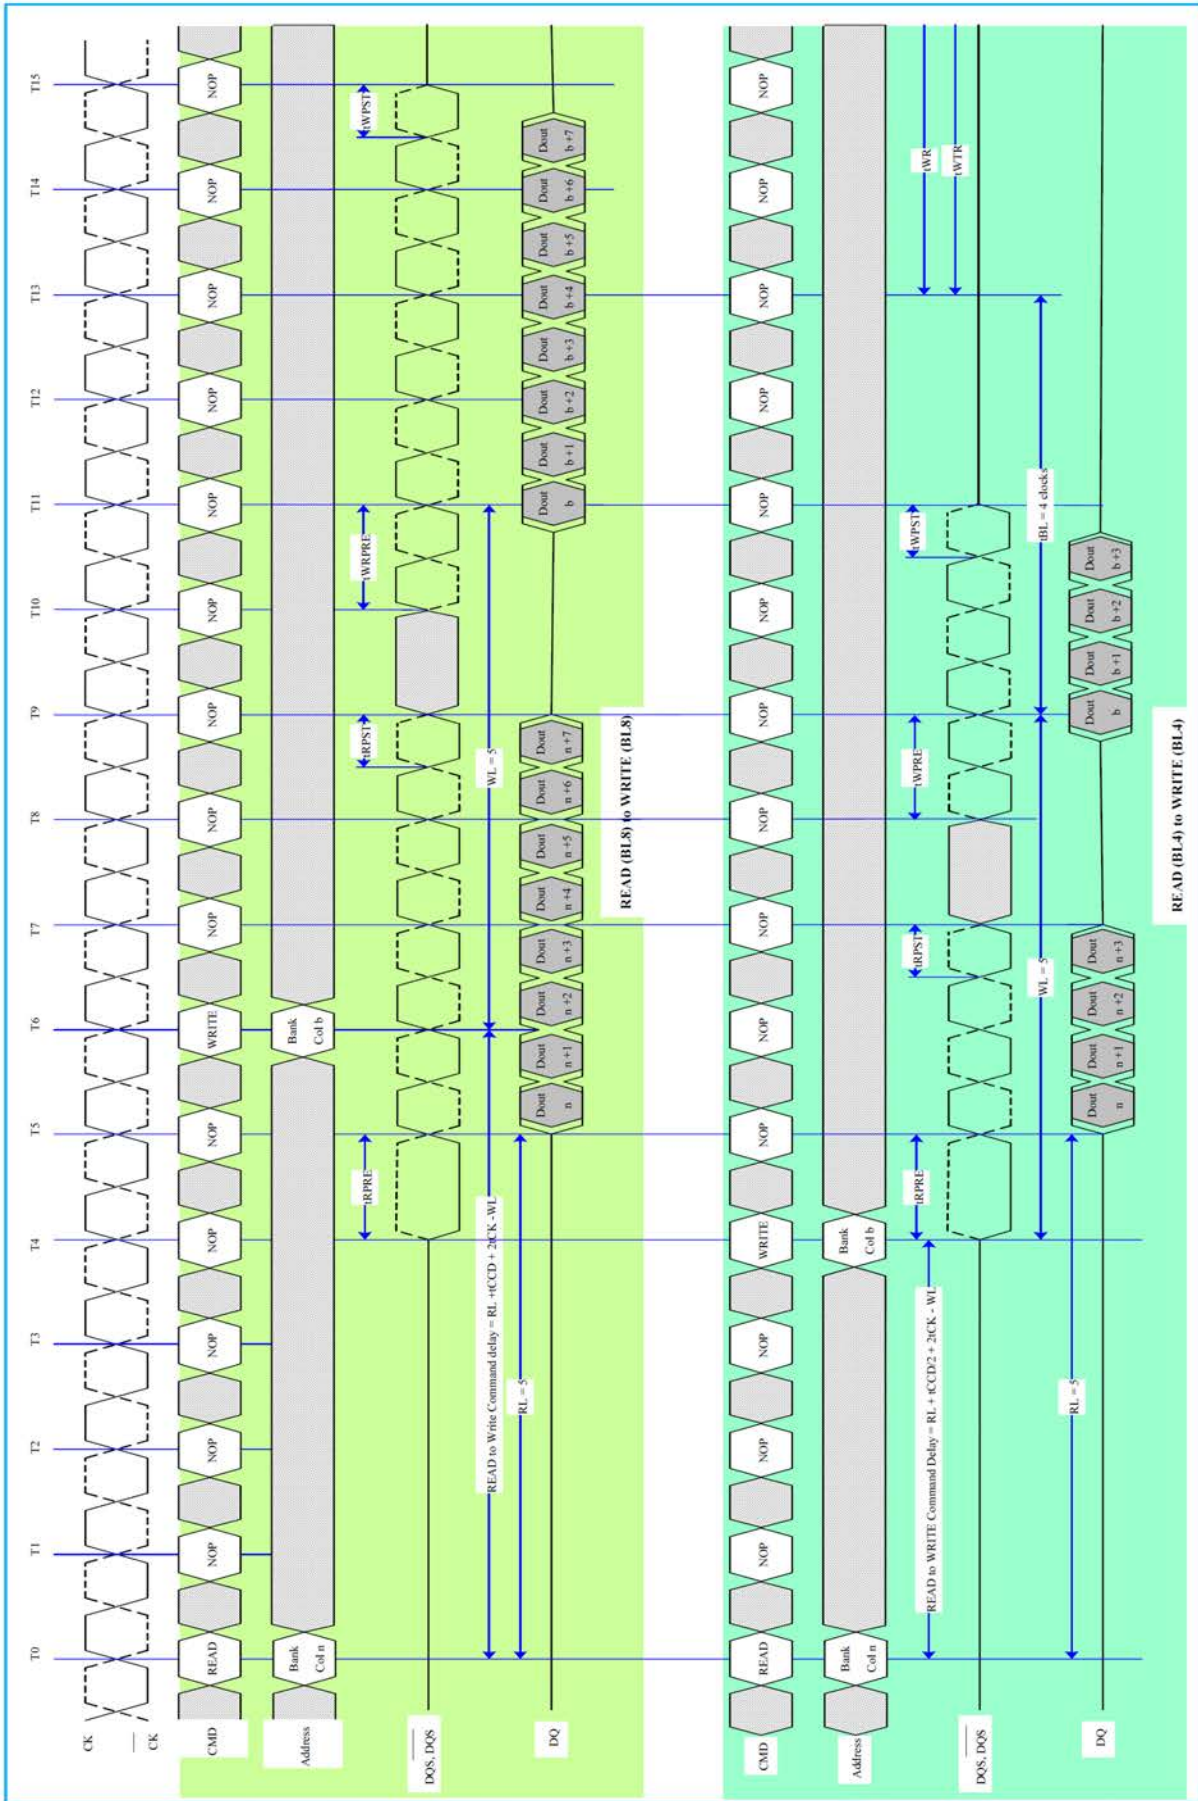 T0 T1 T2 T3 T4 T5 T6 T7 T8 T9 T10 T11 T12 T13 T14 T15
CK
CK
CMD READ NOP NOP NOP NOP NOP WRITE NOP NOP NOP NOP NOP NOP NOP NOP NOP
Address Bank Col n Bank Col b
tRPRE tRPST tWRPRE tWPST
DQS, DQS
READ to Write Command delay = RL +tCCD + 2tCK -WL WL = 5
RL = 5
DQ Dout n Dout n +1 Dout n +2 Dout n +3 Dout n +4 Dout n +5 Dout n +6 Dout n +7 Dout b Dout b +1 Dout b +2 Dout b +3 Dout b +4 Dout b +5 Dout b +6 Dout b +7
READ (BL8) to WRITE (BL8)
CMD READ NOP NOP NOP WRITE NOP NOP NOP NOP NOP NOP NOP NOP NOP NOP NOP
Address Bank Col n Bank Col b
tRPRE tRPST tWPRE tWPST tWR
READ to WRITE Command Delay = RL + tCCD/2 + 2tCK - WL
tWTR
DQS, DQS
WL = 5 tBL = 4 clocks
RL = 5
DQ Dout n Dout n +1 Dout n +2 Dout n +3 Dout b Dout b +1 Dout b +2 Dout b +3
READ (BL4) to WRITE (BL4)